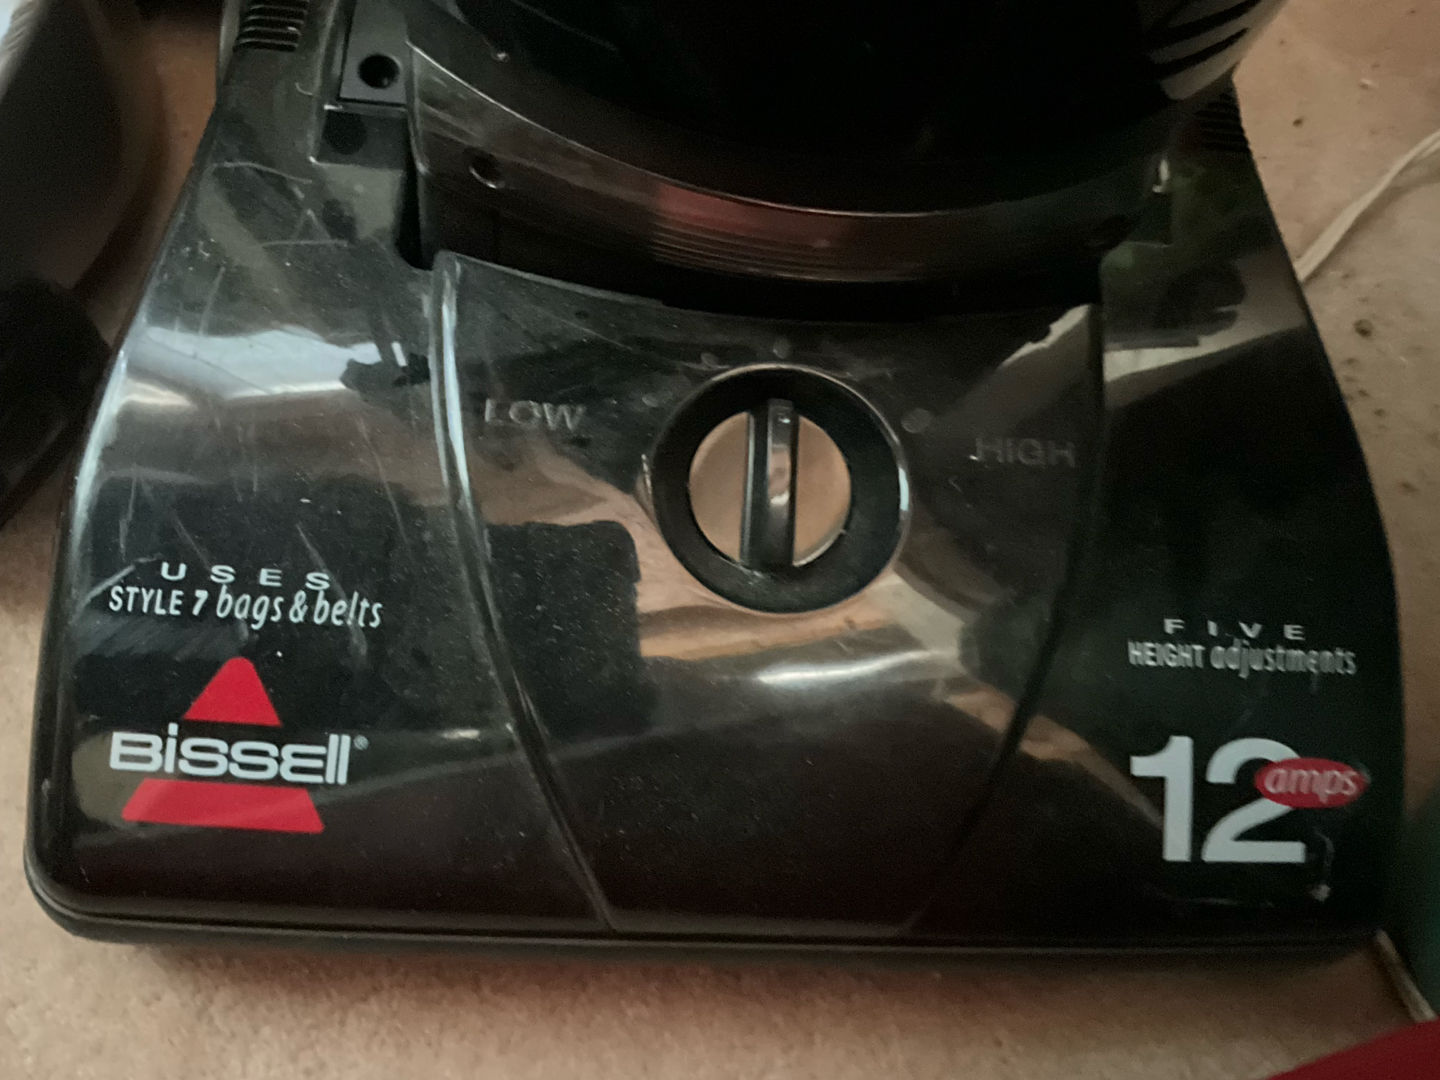 LOW
HIGH
USES
STYLE 7 bags & belts
BISSELL®
FIVE
HEIGHT adjustments
12 amps